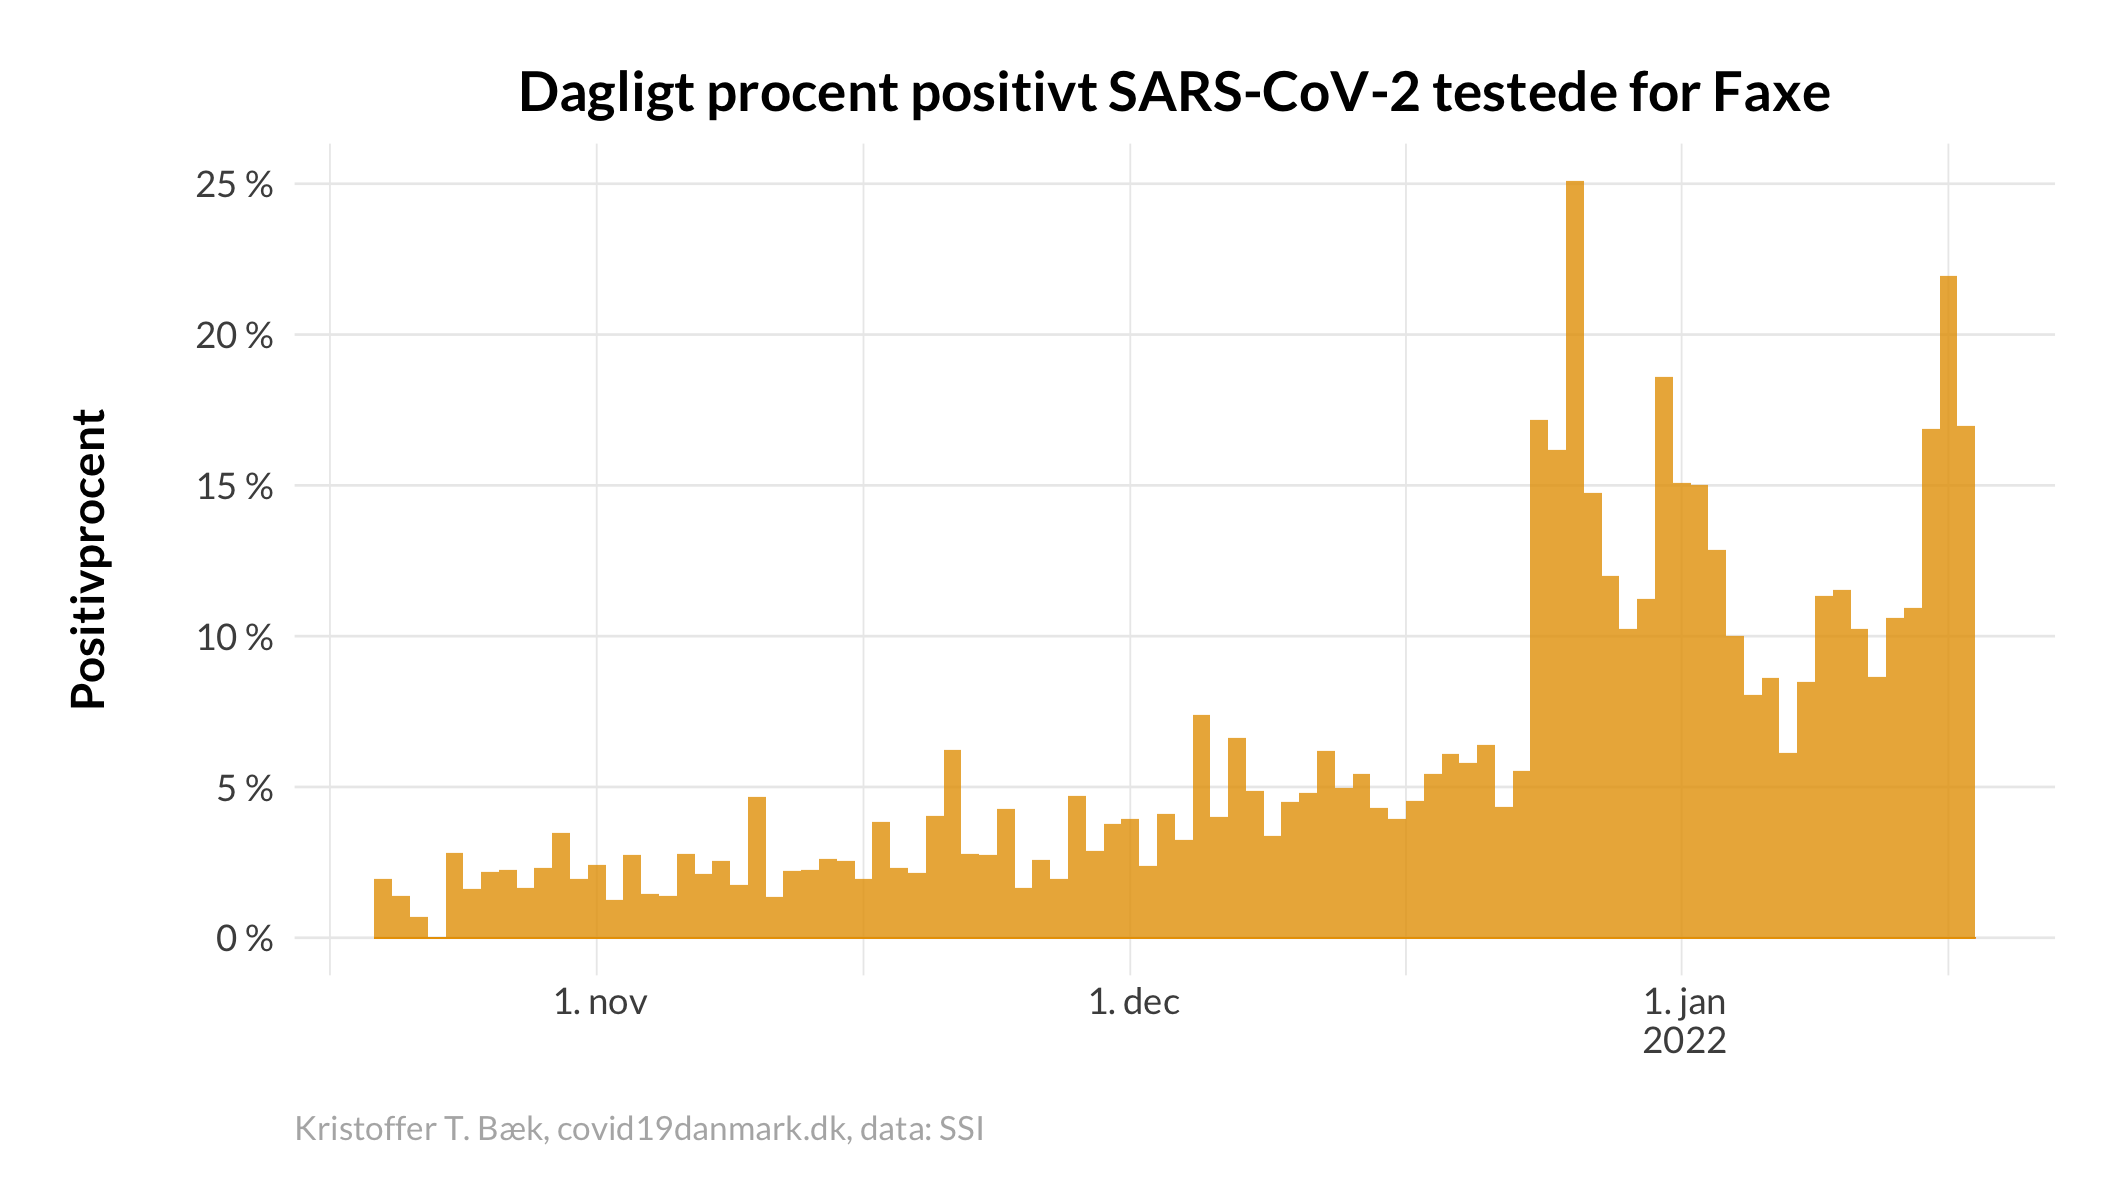 Dagligt procent positivt SARS-CoV-2 testede for Faxe
Positivprocent
25 %
20 %
15 %
10 %
5 %
0 %
1. nov
1. dec
1. jan
2022
Kristoffer T. Bæk, covid19danmark.dk, data: SSI